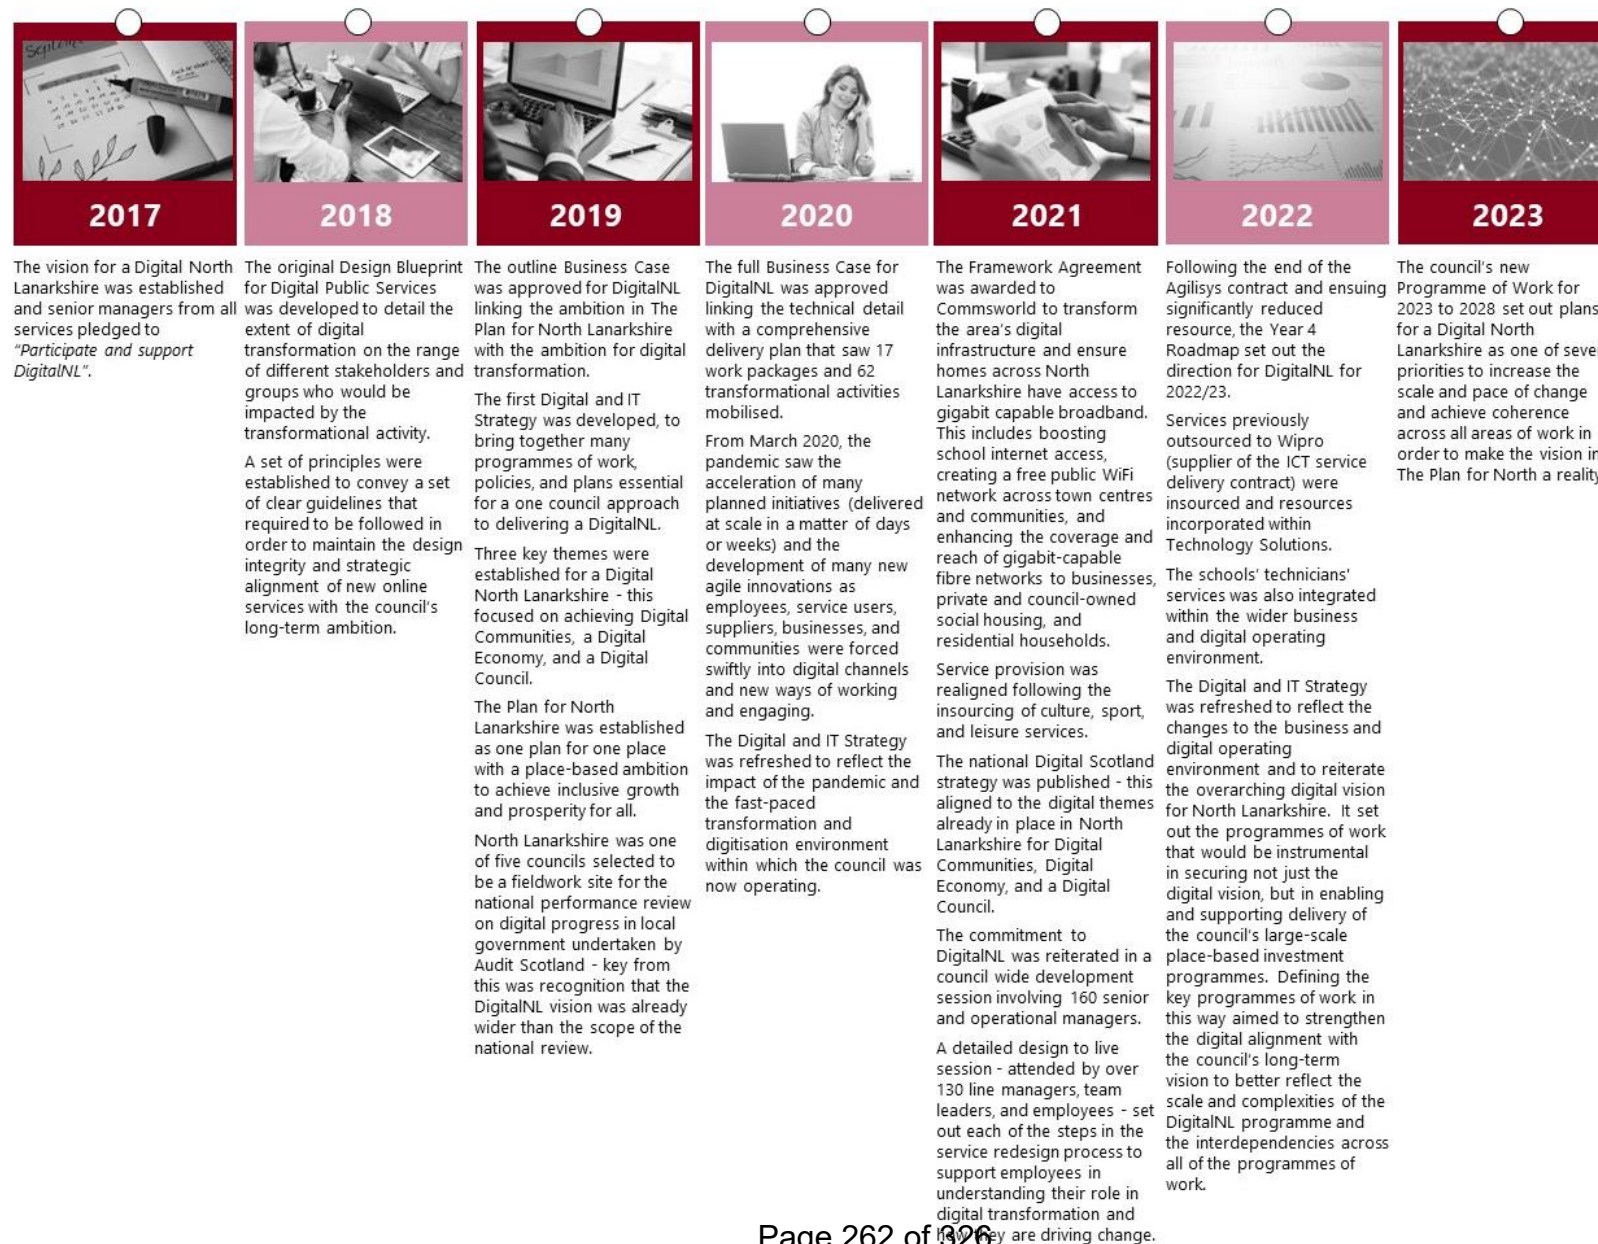 2017
The vision for a Digital North
Lanarkshire was established
and senior managers from all
services pledged to
“Participate and support
DigitalNL”.
2018
The original Design Blueprint
for Digital Public Services
was developed to detail the
extent of digital
transformation on the range
of different stakeholders and
groups who would be
impacted by the
transformational activity.
A set of principles were
established to convey a set
of clear guidelines that
required to be followed in
order to maintain the design
integrity and strategic
alignment of new online
services with the council's
long-term ambition.
2019
The outline Business Case
was approved for DigitalNL
linking the ambition in The
Plan for North Lanarkshire
with the ambition for digital
transformation.
The first Digital and IT
Strategy was developed, to
bring together many
programmes of work,
policies, and plans essential
for a one council approach
to delivering a DigitalNL.
Three key themes were
established for a Digital
North Lanarkshire - this
focused on achieving Digital
Communities, a Digital
Economy, and a Digital
Council.
The Plan for North
Lanarkshire was established
as one plan for one place
with a place-based ambition
to achieve inclusive growth
and prosperity for all.
North Lanarkshire was one
of five councils selected to
be a fieldwork site for the
national performance review
on digital progress in local
government undertaken by
Audit Scotland - key from
this was recognition that the
DigitalNL vision was already
wider than the scope of the
national review.
2020
The full Business Case for
DigitalNL was approved
linking the technical detail
with a comprehensive
delivery plan that saw 17
work packages and 62
transformational activities
mobilised.
From March 2020, the
pandemic saw the
acceleration of many
planned initiatives (delivered
at scale in a matter of days
or weeks) and the
development of many new
agile innovations as
employees, service users,
suppliers, businesses, and
communities were forced
swiftly into digital channels
and new ways of working
and engaging.
The Digital and IT Strategy
was refreshed to reflect the
impact of the pandemic and
the fast-paced
transformation and
digitisation environment
within which the council was
now operating.
2021
The Framework Agreement
was awarded to
Commsworld to transform
the area's digital
infrastructure and ensure
homes across North
Lanarkshire have access to
gigabit capable broadband.
This includes boosting
school internet access,
creating a free public WiFi
network across town centres
and communities, and
enhancing the coverage and
reach of gigabit-capable
fibre networks to businesses,
private and council-owned
social housing, and
residential households.
Service provision was
realigned following the
insourcing of culture, sport,
and leisure services.
The national Digital Scotland
strategy was published - this
aligned to the digital themes
already in place in North
Lanarkshire for Digital
Communities, Digital
Economy, and a Digital
Council.
The commitment to
DigitalNL was reiterated in a
council wide development
session involving 160 senior
and operational managers.
A detailed design to live
session - attended by over
130 line managers, team
leaders, and employees - set
out each of the steps in the
service redesign process to
support employees in
understanding their role in
digital transformation and
how they are driving change.
2022
Following the end of the
Agilisys contract and ensuing
significantly reduced
resource, the Year 4
Roadmap set out the
direction for DigitalNL for
2022/23.
Services previously
outsourced to Wipro
(supplier of the ICT service
delivery contract) were
insourced and resources
incorporated within
Technology Solutions.
The schools' technicians'
services was also integrated
within the wider business
and digital operating
environment.
The Digital and IT Strategy
was refreshed to reflect the
changes to the business and
digital operating
environment and to reiterate
the overarching digital vision
for North Lanarkshire. It set
out the programmes of work
that would be instrumental
in securing not just the
digital vision, but in enabling
and supporting delivery of
the council's large-scale
place-based investment
programmes. Defining the
key programmes of work in
this way aimed to strengthen
the digital alignment with
the council's long-term
vision to better reflect the
scale and complexities of the
DigitalNL programme and
the interdependencies across
all of the programmes of
work.
2023
The council's new
Programme of Work for
2023 to 2028 set out plans
for a Digital North
Lanarkshire as one of seve
priorities to increase the
scale and pace of change
and achieve coherence
across all areas of work in
order to make the vision in
The Plan for North a reality
Page 262 of 326